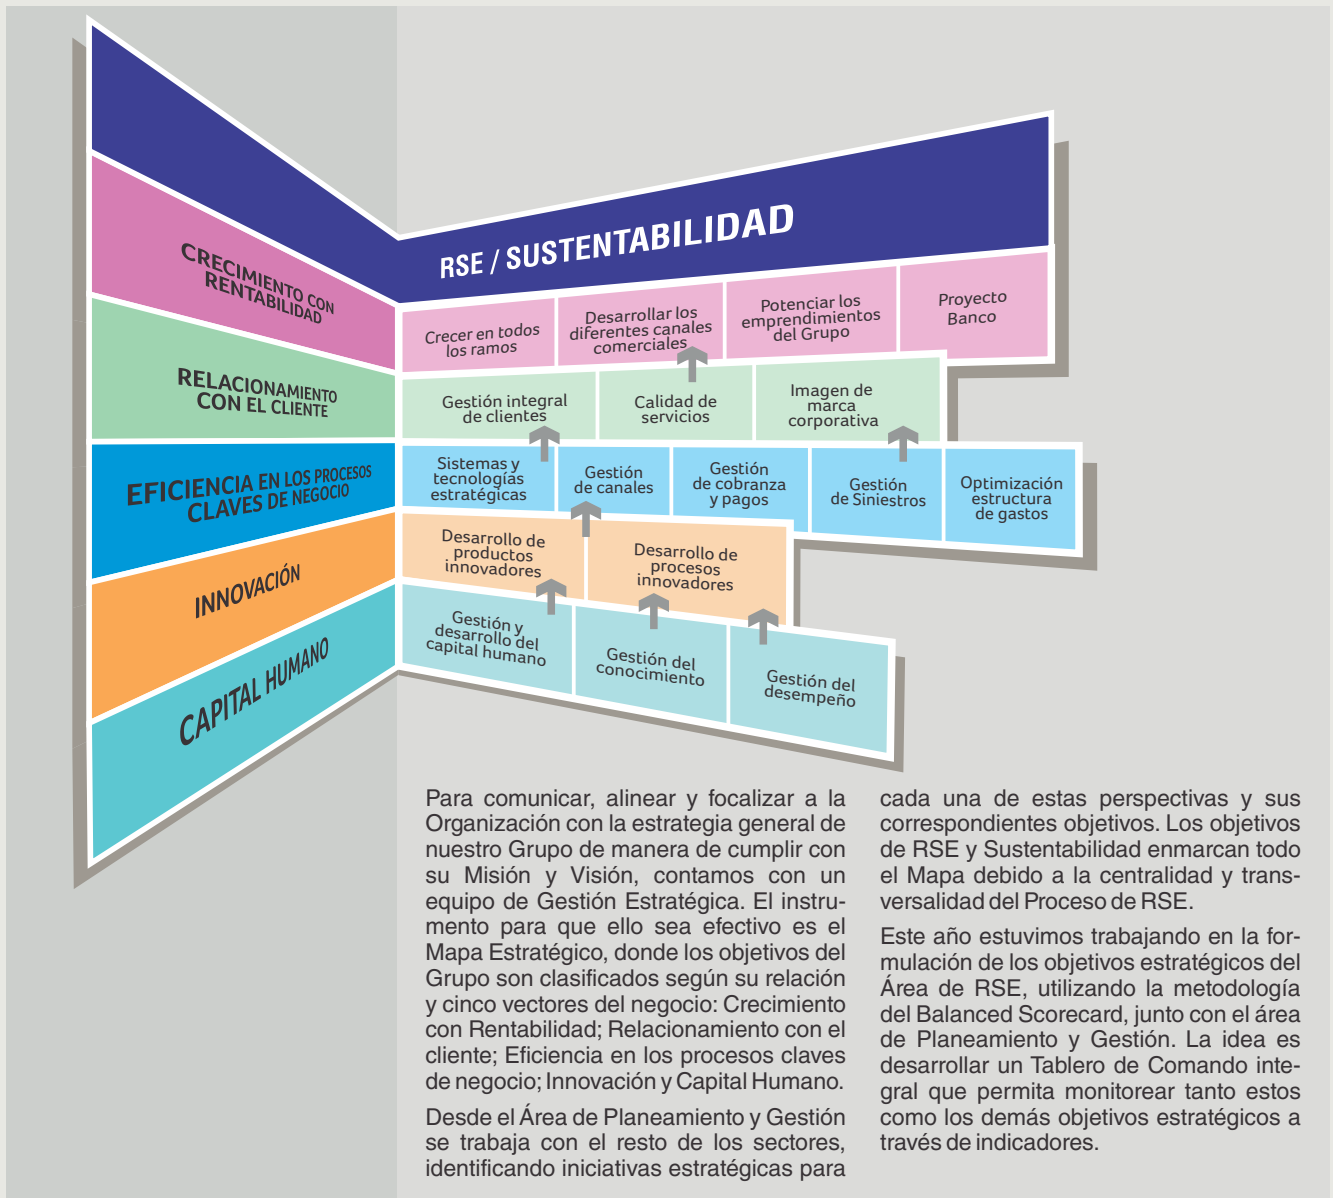 RSE / SUSTENTABILIDAD
CRECIMIENTO CON
RENTABILIDAD
Crecer en todos
los ramos
Desarrollar los
diferentes canales
comerciales
Potenciar los
emprendimientos
del Grupo
Proyecto
Banco
RELACIONAMIENTO
CON EL CLIENTE
Gestión integral
de clientes
Calidad de
servicios
Imagen de
marca
corporativa
EFICIENCIA EN LOS PROCESOS
CLAVES DE NEGOCIO
Sistemas y
tecnologías
estratégicas
Gestión
de canales
Gestión
de cobranza
y pagos
Gestión
de Siniestros
Optimización
estructura
de gastos
INNOVACIÓN
Desarrollo de
productos
innovadores
Desarrollo de
procesos
innovadores
CAPITAL HUMANO
Gestión y
desarrollo del
capital humano
Gestión del
conocimiento
Gestión del
desempeño
Para comunicar, alinear y focalizar a la
Organización con la estrategia general de
nuestro Grupo de manera de cumplir con
su Misión y Visión, contamos con un
equipo de Gestión Estratégica. El instru-
mento para que ello sea efectivo es el
Mapa Estratégico, donde los objetivos del
Grupo son clasificados según su relación
y cinco vectores del negocio: Crecimiento
con Rentabilidad; Relacionamiento con el
cliente; Eficiencia en los procesos claves
de negocio; Innovación y Capital Humano.
Desde el Área de Planeamiento y Gestión
se trabaja con el resto de los sectores,
identificando iniciativas estratégicas para
cada una de estas perspectivas y sus
correspondientes objetivos. Los objetivos
de RSE y Sustentabilidad enmarcan todo
el Mapa debido a la centralidad y trans-
versalidad del Proceso de RSE.
Este año estuvimos trabajando en la for-
mulación de los objetivos estratégicos del
Área de RSE, utilizando la metodología
del Balanced Scorecard, junto con el área
de Planeamiento y Gestión. La idea es
desarrollar un Tablero de Comando inte-
gral que permita monitorear tanto estos
como los demás objetivos estratégicos a
través de indicadores.